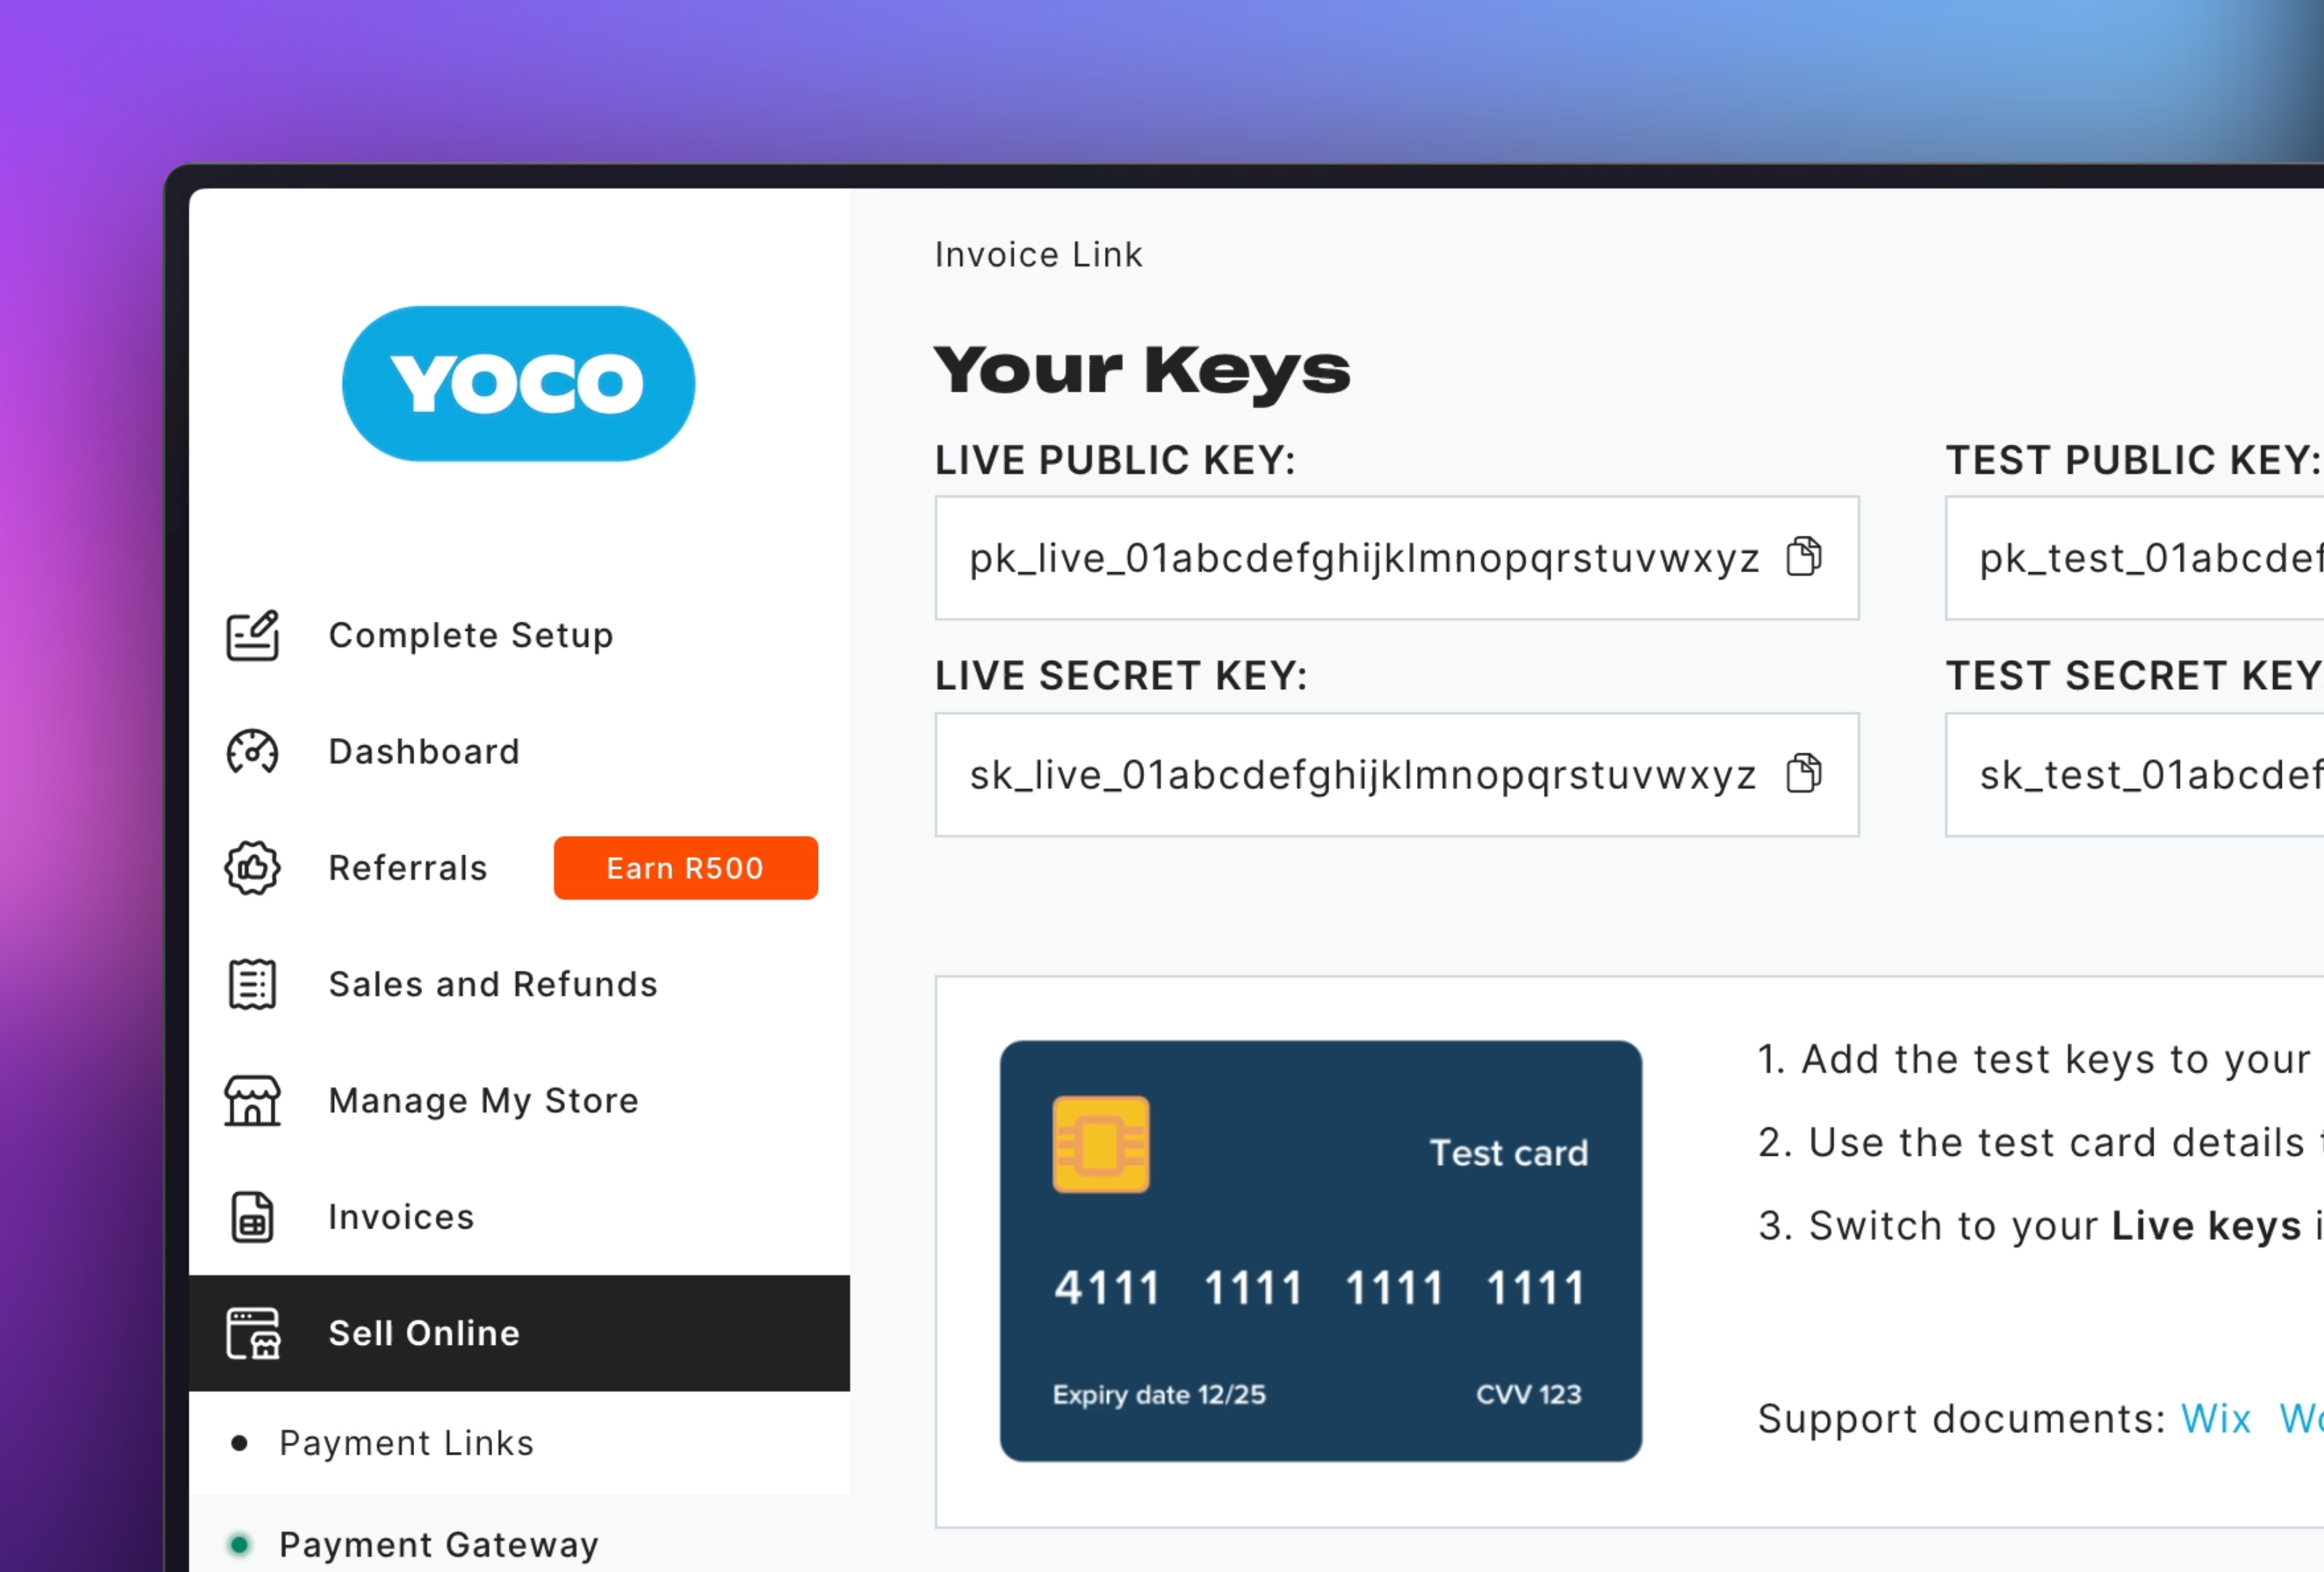 YOCO
Complete Setup
Dashboard
Referrals
Earn R500
Sales and Refunds
Manage My Store
Invoices
Sell Online
Payment Links
Payment Gateway
Invoice Link
Your Keys
LIVE PUBLIC KEY:
pk_live_01abcdefghijklmnopqrstuvwxyz
LIVE SECRET KEY:
sk_live_01abcdefghijklmnopqrstuvwxyz
TEST PUBLIC KEY:
pk_test_01abcdef
TEST SECRET KEY
sk_test_01abcdef
Test card
4111 1111 1111 1111
Expiry date 12/25 CVV 123
1. Add the test keys to your
2. Use the test card details
3. Switch to your Live keys
Support documents: Wix